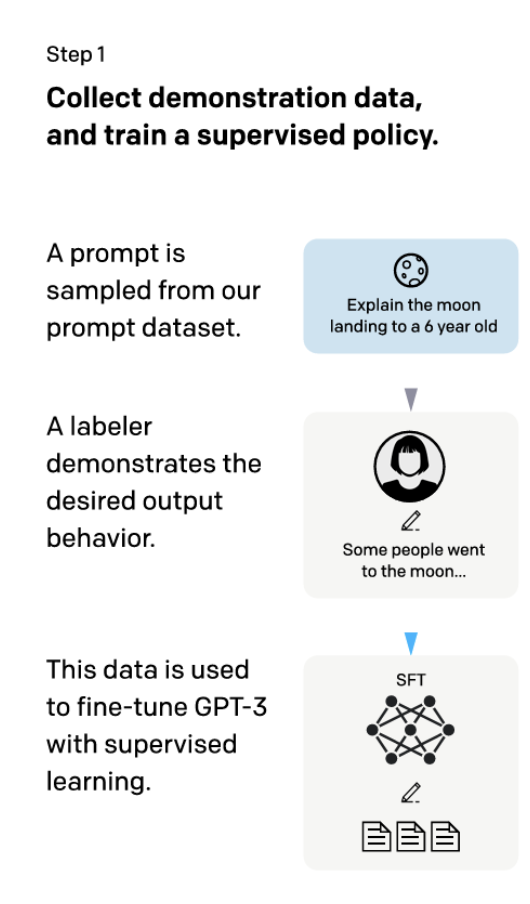 Step 1
Collect demonstration data,
and train a supervised policy.
A prompt is
sampled from our
prompt dataset.
Explain the moon
landing to a 6 year old
A labeler
demonstrates the
desired output
behavior.
Some people went
to the moon...
This data is used
to fine-tune GPT-3
with supervised
learning.
SFT